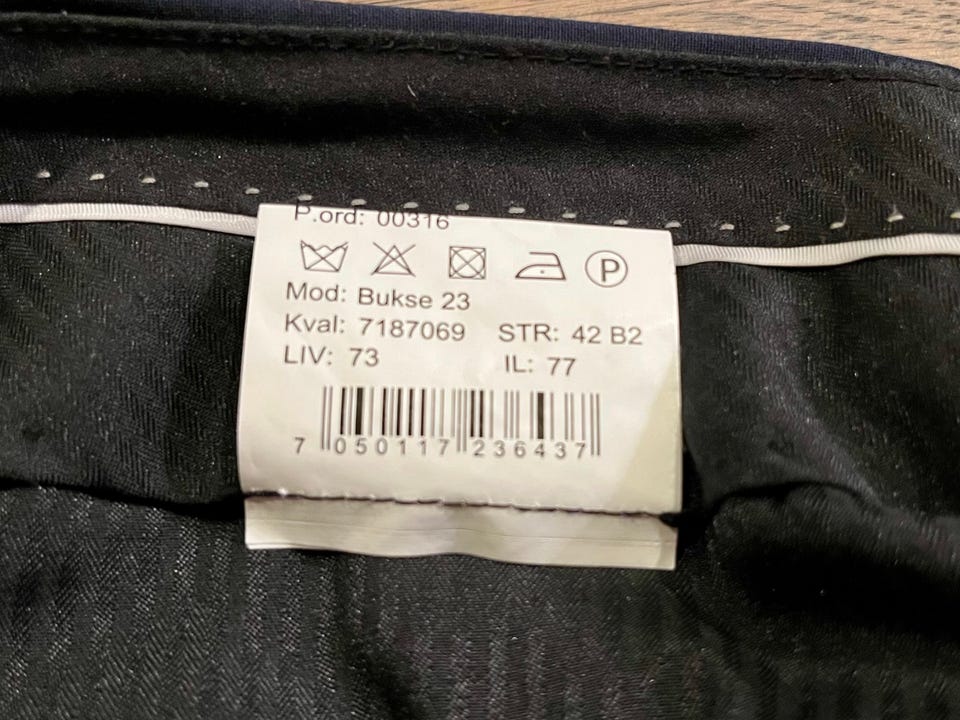 P.ord: 00316
P
Mod: Bukse 23
Kval: 7187069 STR: 42 B2
LIV: 73 IL: 77
7 050117 236437